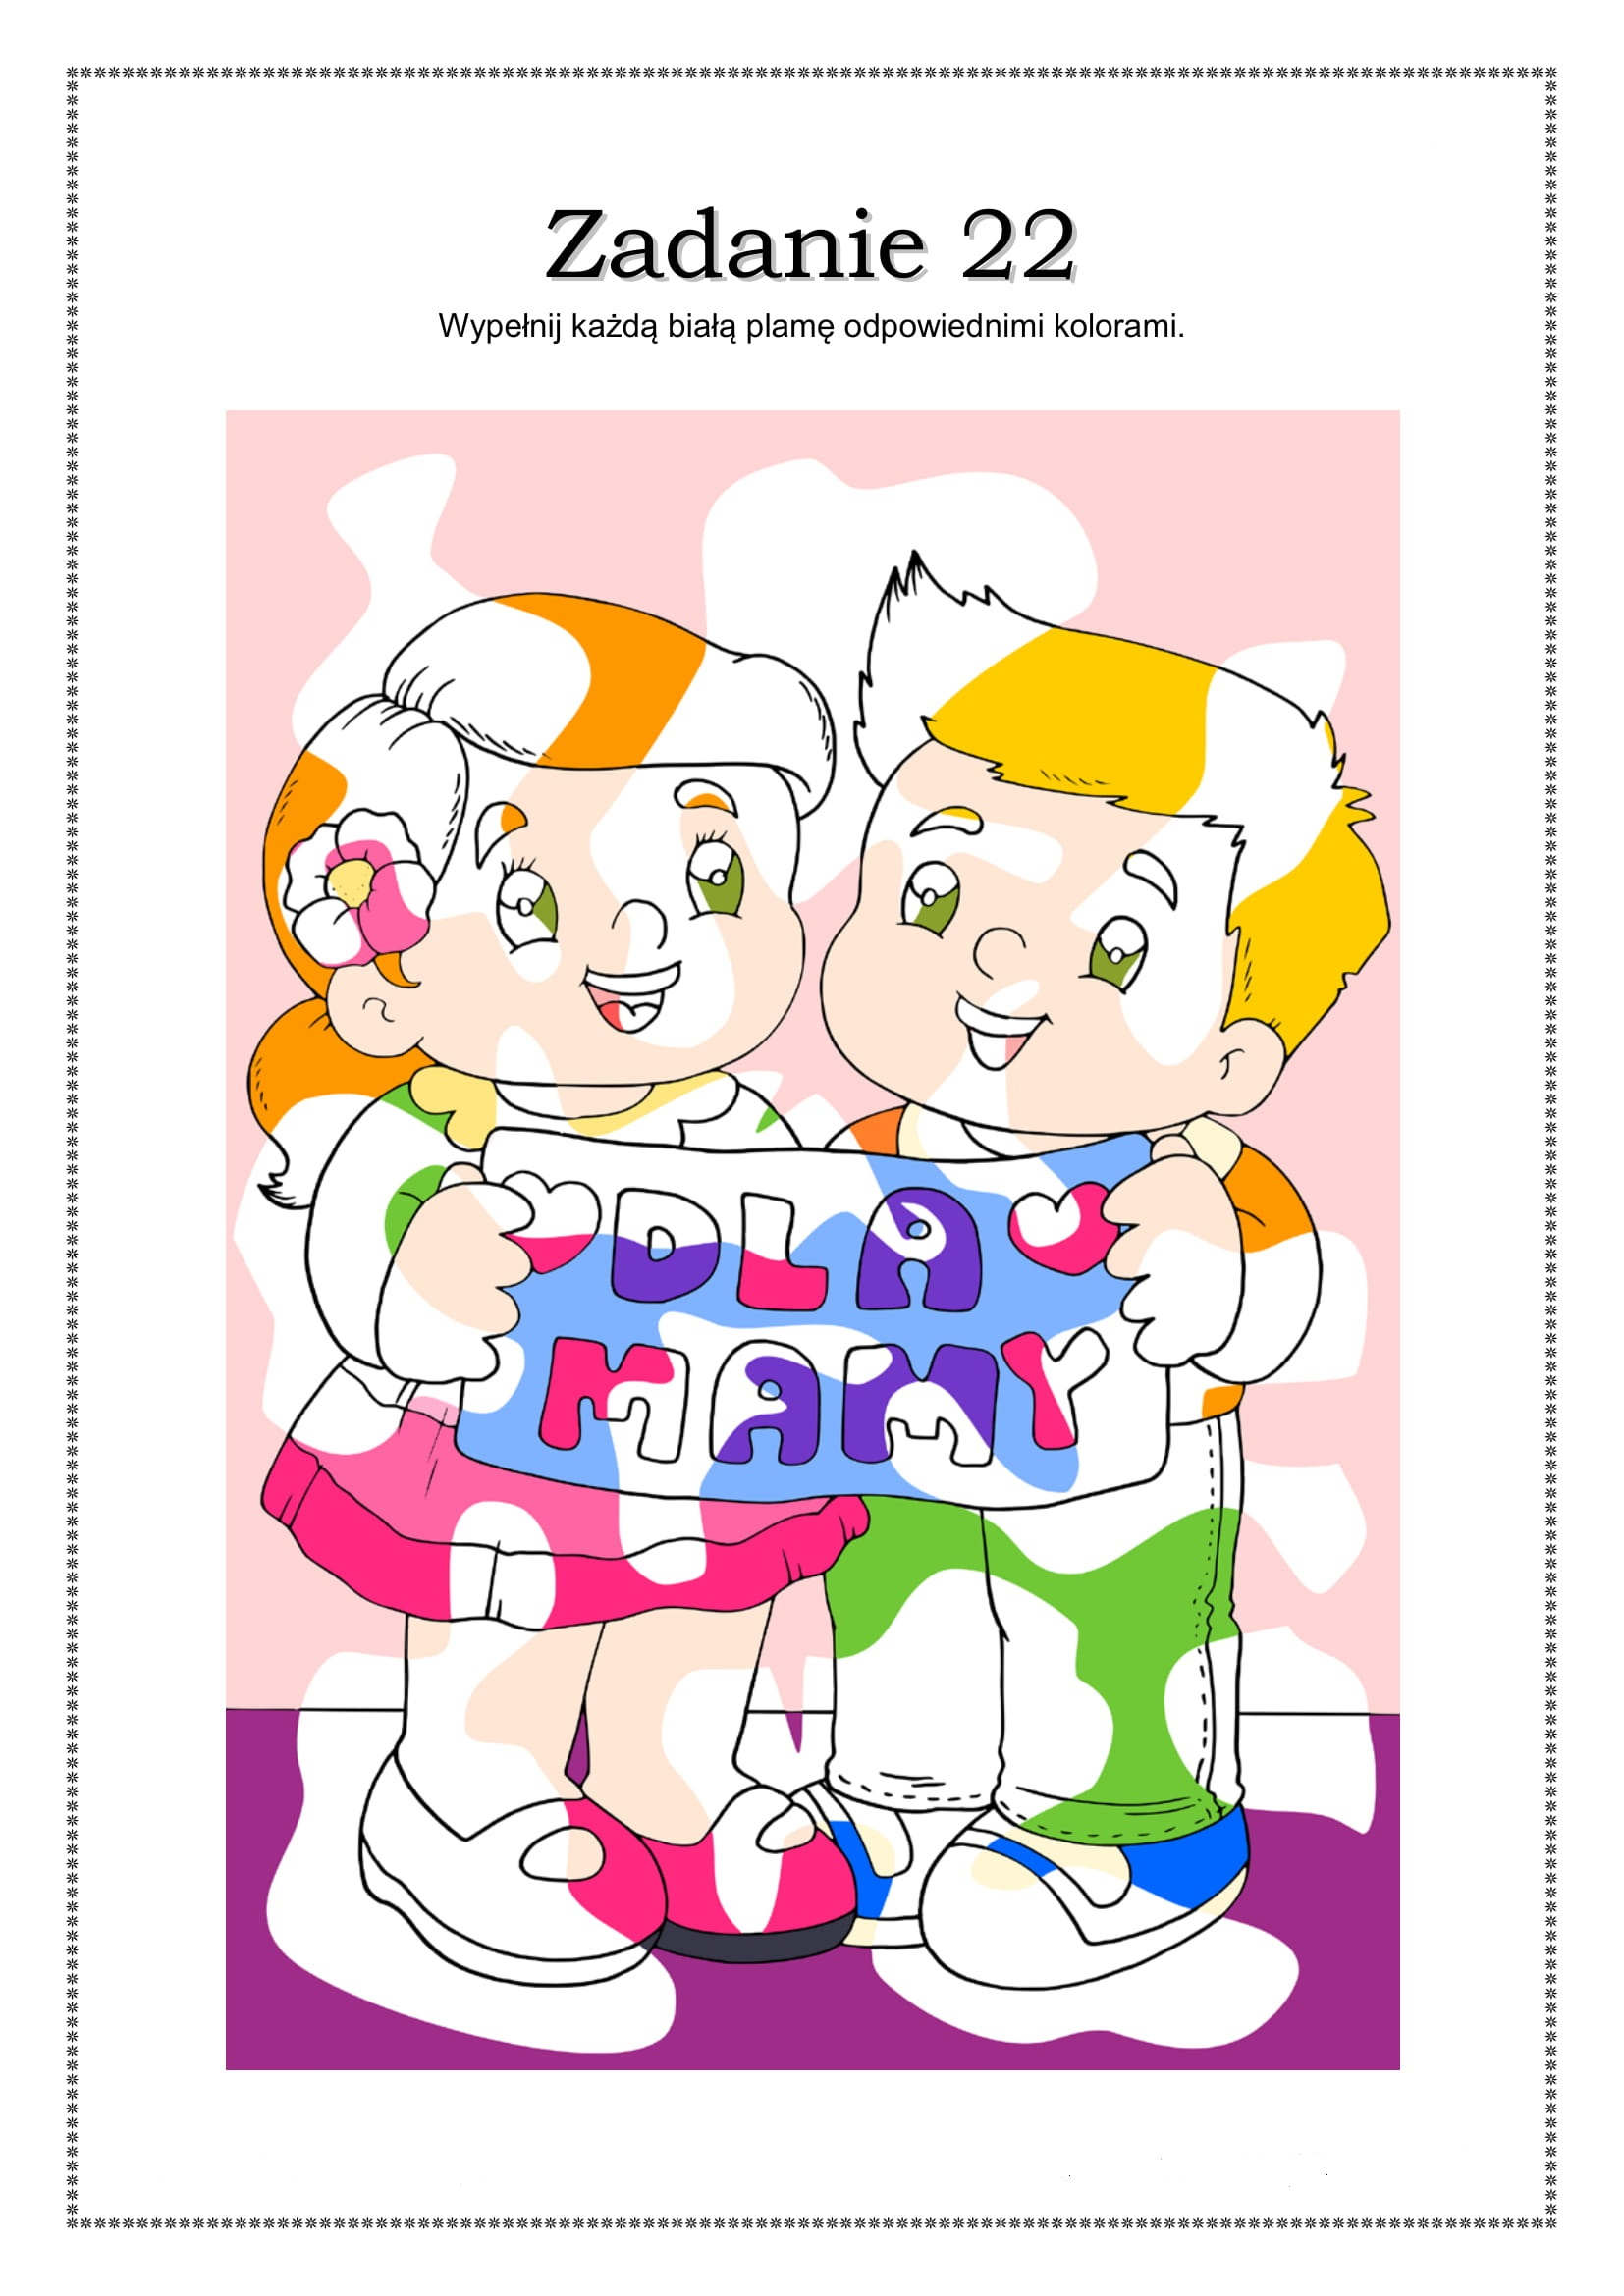 Zadanie 22
Wypełnij każdą białą plamę odpowiednimi kolorami.
DLA
MAMY